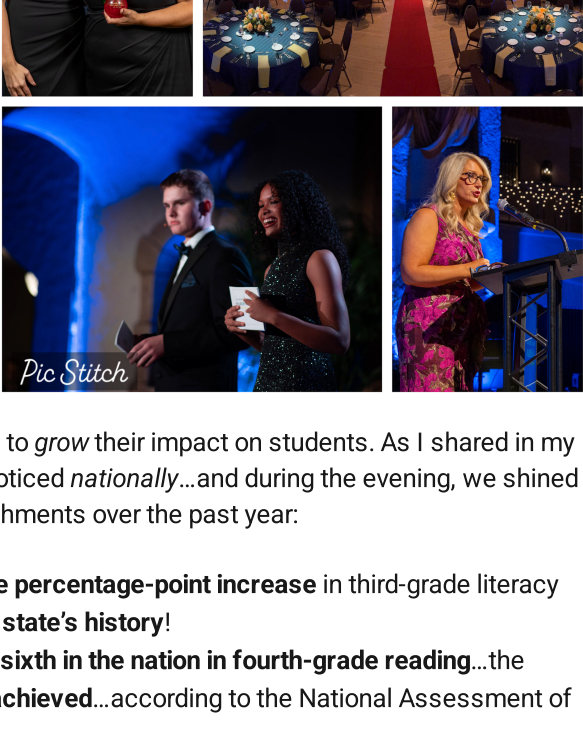 Pic Stitch
to grow their impact on students. As I shared in my
oticed nationally…and during the evening, we shined
hments over the past year:
e percentage-point increase in third-grade literacy
state’s history!
sixth in the nation in fourth-grade reading…the
achieved…according to the National Assessment of